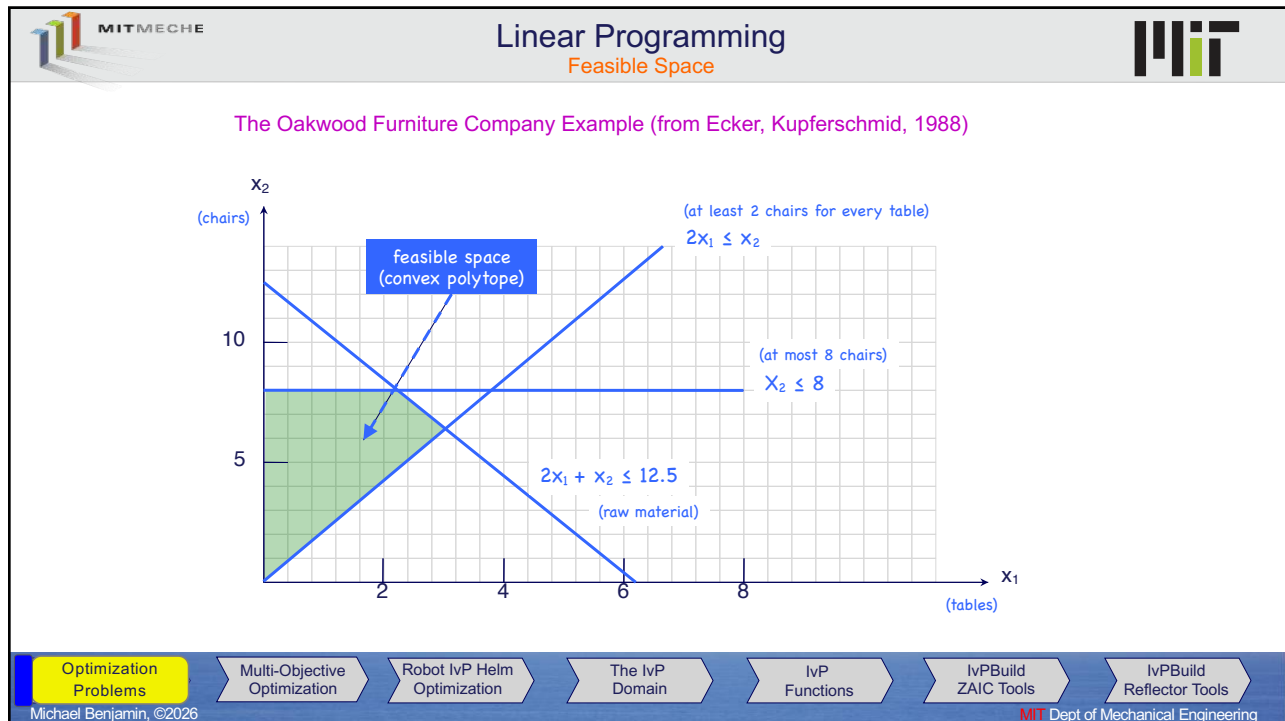 MITMECHE
Linear Programming
Feasible Space
MIT
The Oakwood Furniture Company Example (from Ecker, Kupferschmid, 1988)
x₂
(chairs)
(at least 2 chairs for every table)
2x₁ ≤ x₂
feasible space
(convex polytope)
10
(at most 8 chairs)
X₂ ≤ 8
5
2x₁ + x₂ ≤ 12.5
(raw material)
2
4
6
8
x₁
(tables)
Optimization
Problems
Multi-Objective
Optimization
Robot IvP Helm
Optimization
The IvP
Domain
IvP
Functions
IvPBuild
ZAIC Tools
IvPBuild
Reflector Tools
Michael Benjamin, ©2026
MIT Dept of Mechanical Engineering